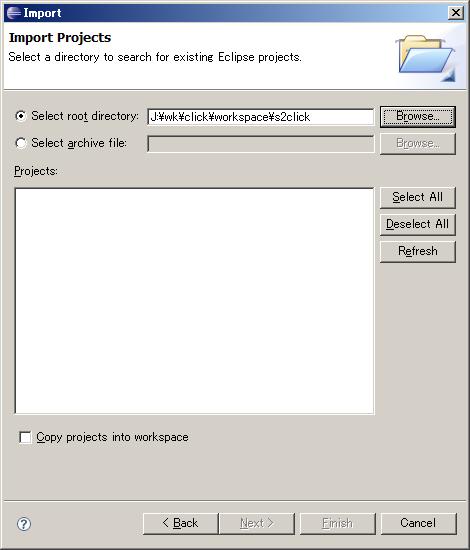 Import
Import Projects
Select a directory to search for existing Eclipse projects.
Select root directory: J:¥wk¥click¥workspace¥s2click Browse...
Select archive file: Browse...
Projects:
Select All
Deselect All
Refresh
Copy projects into workspace
? < Back Next > Finish Cancel